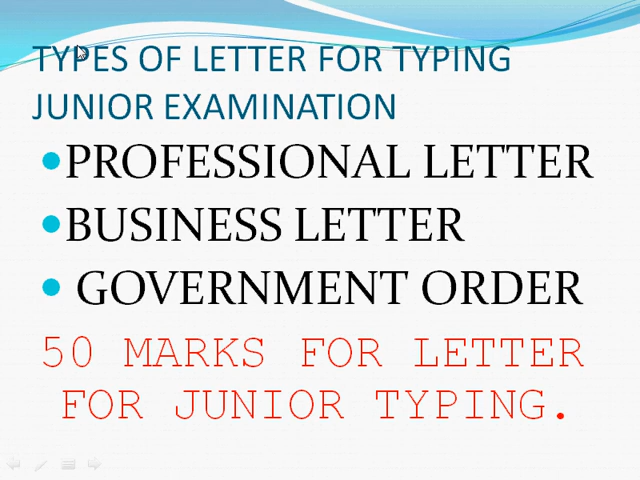 TYPES OF LETTER FOR TYPING
JUNIOR EXAMINATION
•PROFESSIONAL LETTER
•BUSINESS LETTER
• GOVERNMENT ORDER
50 MARKS FOR LETTER
FOR JUNIOR TYPING.